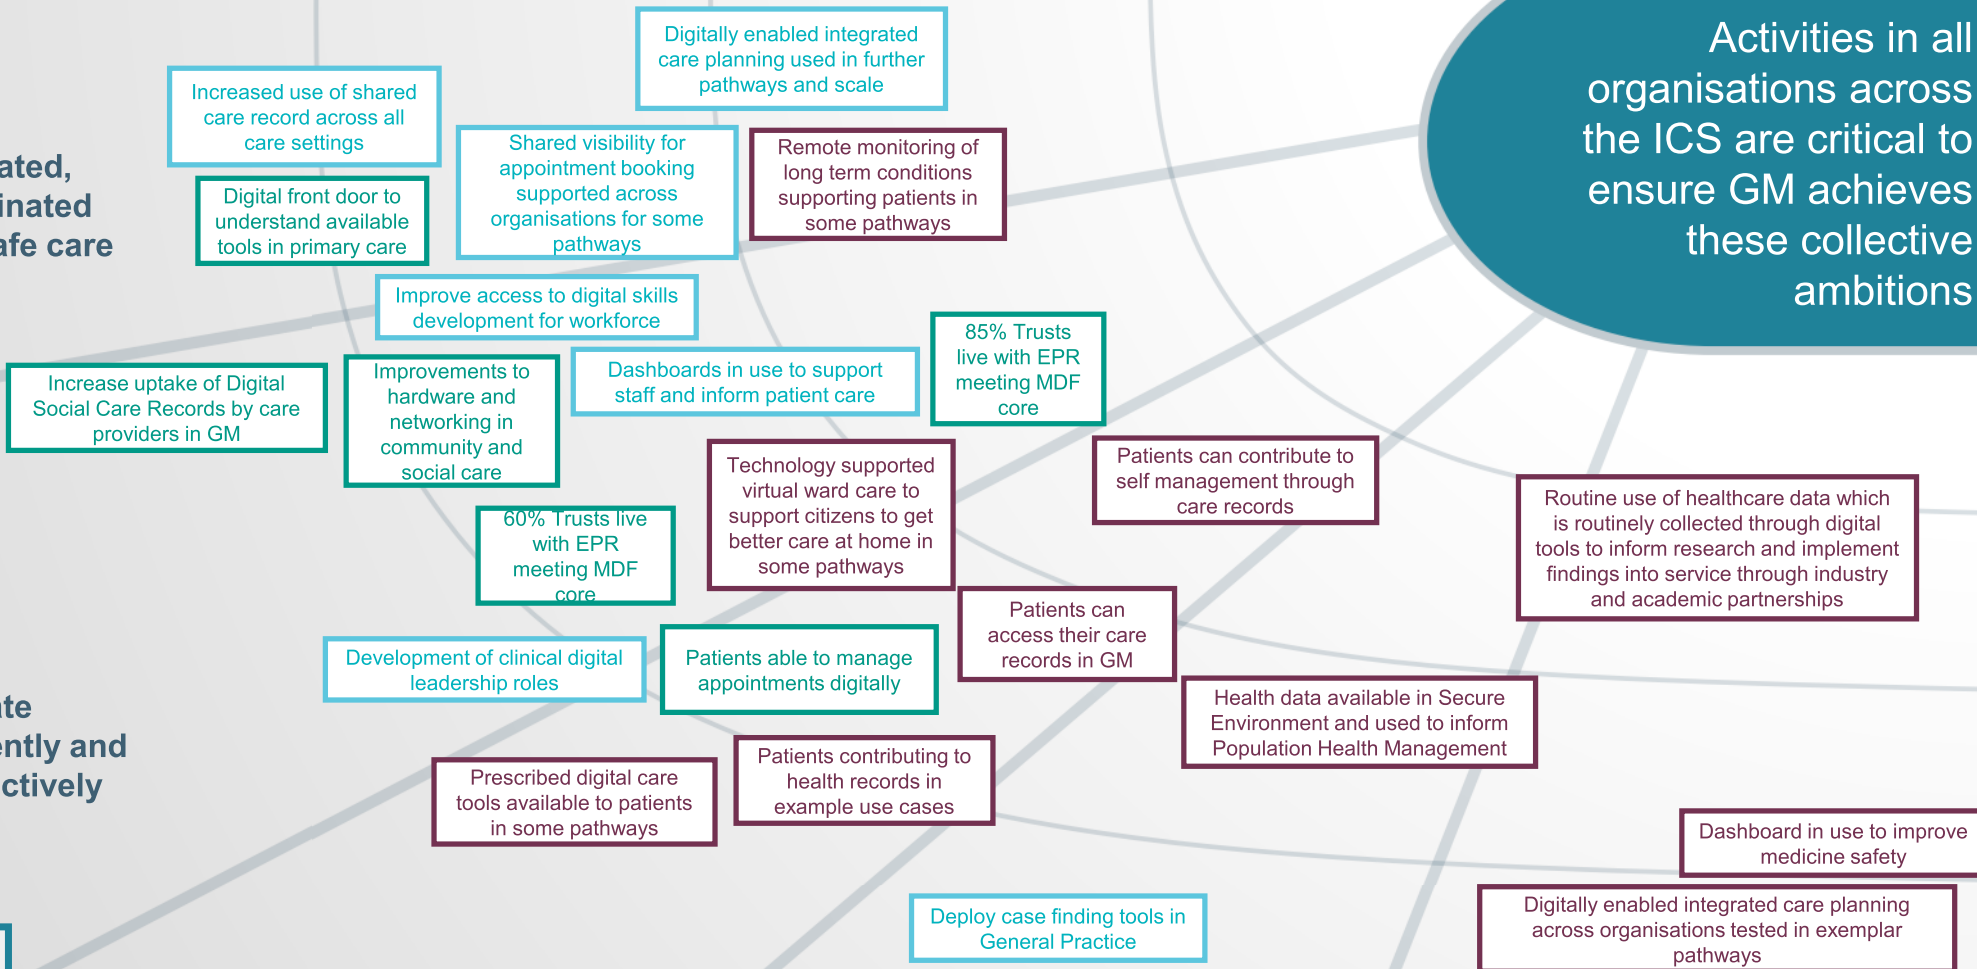 Digitally enabled integrated
care planning used in further
pathways and scale
Activities in all
organisations across
the ICS are critical to
ensure GM achieves
these collective
ambitions
Increased use of shared
care record across all
care settings
Shared visibility for
appointment booking
supported across
organisations for some
pathways
Remote monitoring of
long term conditions
supporting patients in
some pathways
ated,
inated
afe care
Digital front door to
understand available
tools in primary care
Improve access to digital skills
development for workforce
85% Trusts
live with EPR
meeting MDF
core
Increase uptake of Digital
Social Care Records by care
providers in GM
Improvements to
hardware and
networking in
community and
social care
Dashboards in use to support
staff and inform patient care
Technology supported
virtual ward care to
support citizens to get
better care at home in
some pathways
Patients can contribute to
self management through
care records
Routine use of healthcare data which
is routinely collected through digital
tools to inform research and implement
findings into service through industry
and academic partnerships
60% Trusts live
with EPR
meeting MDF
core
Patients can
access their care
records in GM
Development of clinical digital
leadership roles
Patients able to manage
appointments digitally
Health data available in Secure
Environment and used to inform
Population Health Management
ate
ently and
ctively
Prescribed digital care
tools available to patients
in some pathways
Patients contributing to
health records in
example use cases
Dashboard in use to improve
medicine safety
Deploy case finding tools in
General Practice
Digitally enabled integrated care planning
across organisations tested in exemplar
pathways